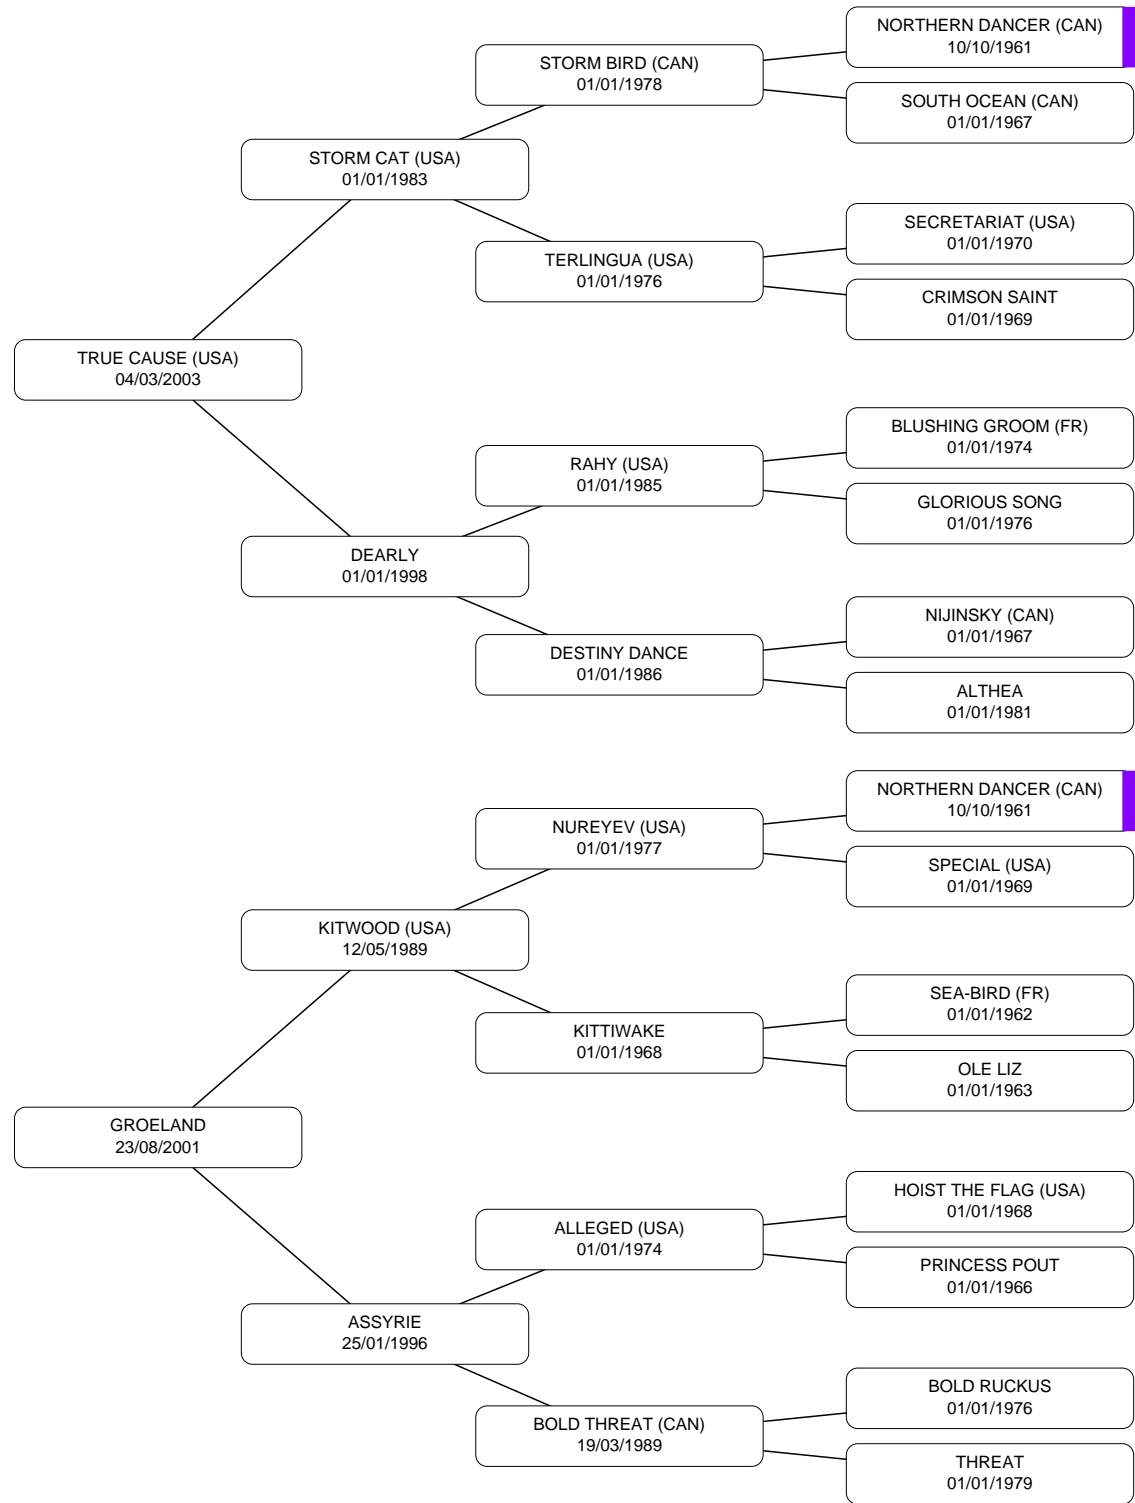 NORTHERN DANCER (CAN)
10/10/1961
STORM BIRD (CAN)
01/01/1978
SOUTH OCEAN (CAN)
01/01/1967
STORM CAT (USA)
01/01/1983
SECRETARIAT (USA)
01/01/1970
TERLINGUA (USA)
01/01/1976
CRIMSON SAINT
01/01/1969
TRUE CAUSE (USA)
04/03/2003
BLUSHING GROOM (FR)
01/01/1974
RAHY (USA)
01/01/1985
GLORIOUS SONG
01/01/1976
DEARLY
01/01/1998
NIJINSKY (CAN)
01/01/1967
DESTINY DANCE
01/01/1986
ALTHEA
01/01/1981
NORTHERN DANCER (CAN)
10/10/1961
NUREYEV (USA)
01/01/1977
SPECIAL (USA)
01/01/1969
KITWOOD (USA)
12/05/1989
SEA-BIRD (FR)
01/01/1962
KITTIWAKE
01/01/1968
OLE LIZ
01/01/1963
GROELAND
23/08/2001
HOIST THE FLAG (USA)
01/01/1968
ALLEGED (USA)
01/01/1974
PRINCESS POUT
01/01/1966
ASSYRIE
25/01/1996
BOLD RUCKUS
01/01/1976
BOLD THREAT (CAN)
19/03/1989
THREAT
01/01/1979